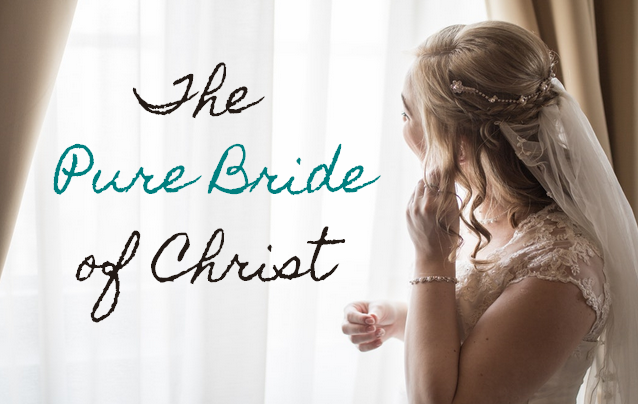 The
Pure Bride
of Christ